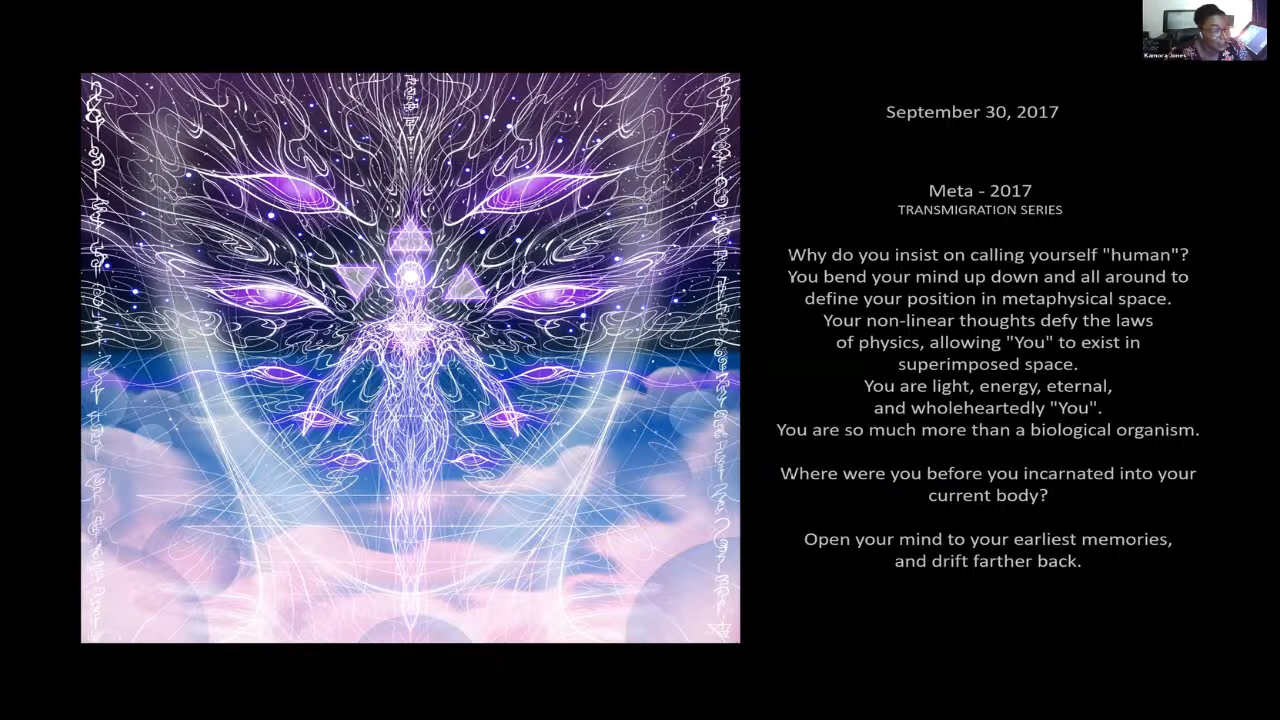 Kamora Jones
September 30, 2017
Meta - 2017
TRANSMIGRATION SERIES
Why do you insist on calling yourself "human"?
You bend your mind up down and all around to
define your position in metaphysical space.
Your non-linear thoughts defy the laws
of physics, allowing "You" to exist in
superimposed space.
You are light, energy, eternal,
and wholeheartedly "You".
You are so much more than a biological organism.
Where were you before you incarnated into your
current body?
Open your mind to your earliest memories,
and drift farther back.